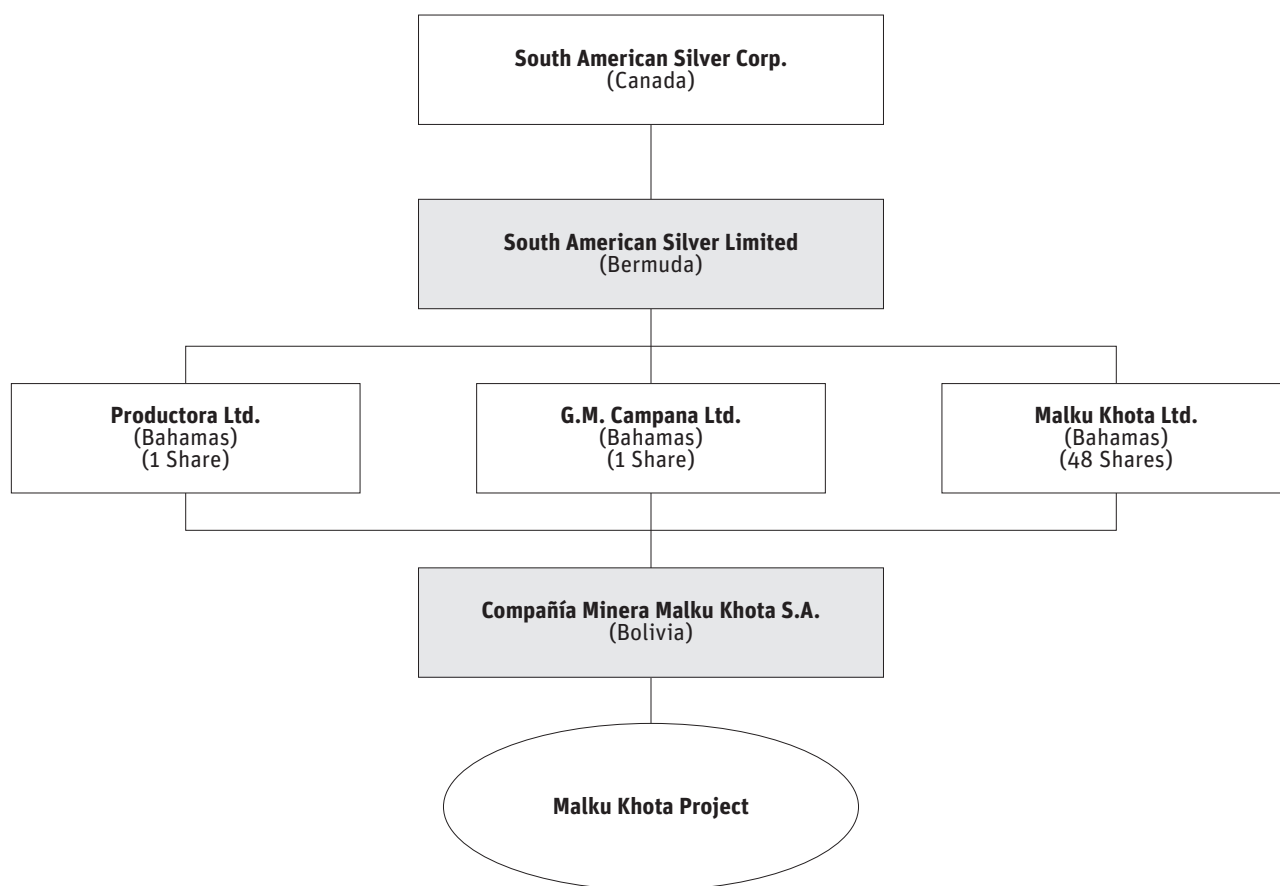 South American Silver Corp.
(Canada)
South American Silver Limited
(Bermuda)
Productora Ltd.
(Bahamas)
(1 Share)
G.M. Campana Ltd.
(Bahamas)
(1 Share)
Malku Khota Ltd.
(Bahamas)
(48 Shares)
Compañía Minera Malku Khota S.A.
(Bolivia)
Malku Khota Project